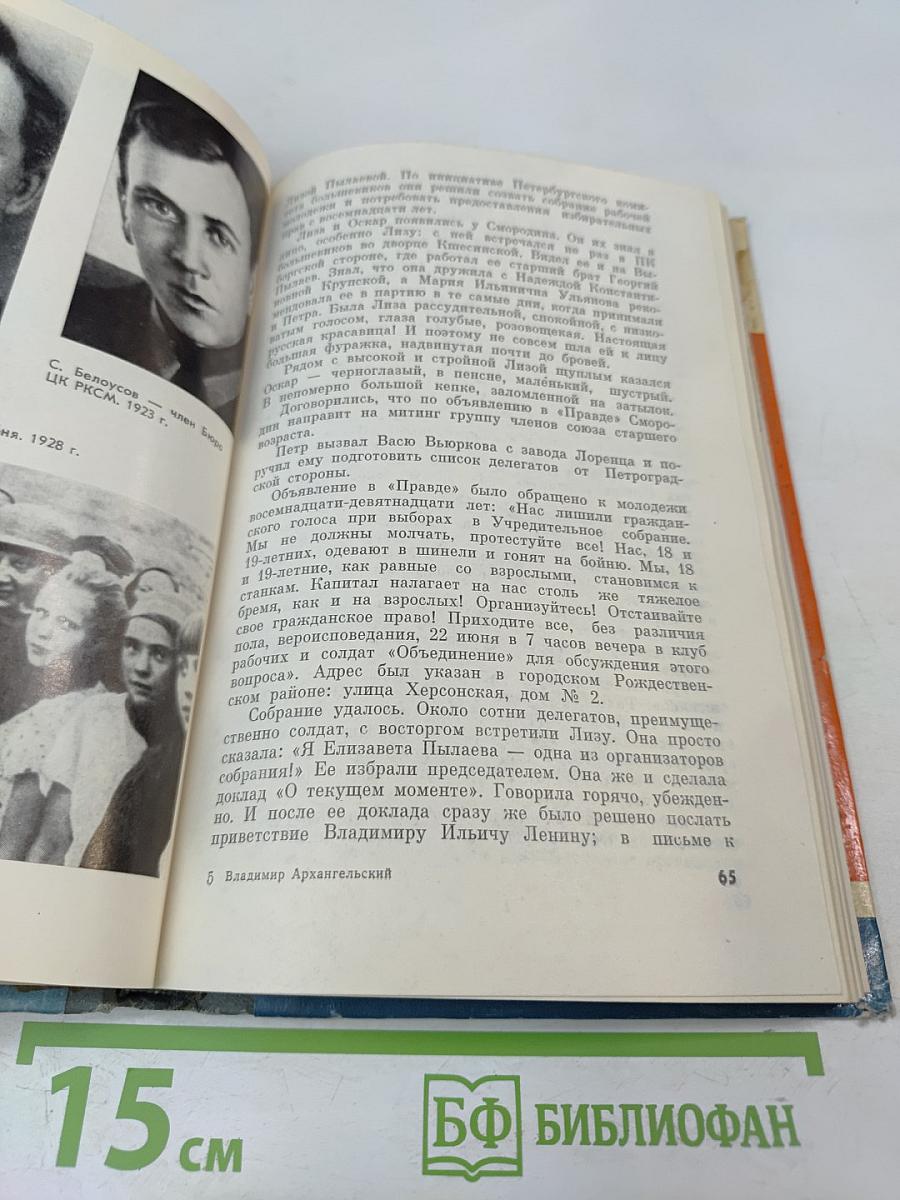 С. Белоусов — член Бюро
ЦК РКСМ. 1923 г.
ня. 1928 г.
Лизой Пылаевой. По инициативе Петербургского коми-
тета большевиков они решили созвать собрание рабочей
молодежи и потребовать предоставления избирательных
прав с восемнадцати лет.
Лиза и Оскар появились у Смородина. Он их знал и
лично, особенно Лизу: с ней встречался не раз в ПК
большевиков во дворце Кшесинской. Видел ее и на Вы-
боргской стороне, где работал ее старший брат Георгий
Пылаев. Знал, что она дружила с Надеждой Константи-
новной Крупской, а Мария Ильинична Ульянова реко-
мендовала ее в партию в те самые дни, когда принимали
и Петра. Была Лиза рассудительной, спокойной, с низко-
ватым голосом, глаза голубые, розовощекая. Настоящая
русская красавица! И поэтому не совсем шла ей к лицу
большая фуражка, надвинутая почти до бровей.
Рядом с высокой и стройной Лизой щуплым казался
Оскар — черноглазый, в пенсне, маленький, шустрый.
В непомерно большой кепке, заломленной на затылок.
Договорились, что по объявлению в «Правде» Сморо-
дин направит на митинг группу членов союза старшего
возраста.
Петр вызвал Васю Вьюркова с завода Лоренца и по-
ручил ему подготовить список делегатов от Петроград-
ской стороны.
Объявление в «Правде» было обращено к молодежи
восемнадцати-девятнадцати лет: «Нас лишили граждан-
ского голоса при выборах в Учредительное собрание.
Мы не должны молчать, протестуйте все! Нас, 18 и
19-летних, одевают в шинели и гонят на бойню. Мы, 18
и 19-летние, как равные со взрослыми, становимся к
станкам. Капитал налагает на нас столь же тяжелое
бремя, как и на взрослых! Организуйтесь! Отстаивайте
свое гражданское право! Приходите все, без различия
пола, вероисповедания, 22 июня в 7 часов вечера в клуб
рабочих и солдат «Объединение» для обсуждения этого
вопроса». Адрес был указан в городском Рождествен-
ском районе: улица Херсонская, дом № 2.
Собрание удалось. Около сотни делегатов, преимуще-
ственно солдат, с восторгом встретили Лизу. Она просто
сказала: «Я Елизавета Пылаева — одна из организаторов
собрания!» Ее избрали председателем. Она же и сделала
доклад «О текущем моменте». Говорила горячо, убежден-
но. И после ее доклада сразу же было решено послать
приветствие Владимиру Ильичу Ленину; в письме к
5 Владимир Архангельский
65
15 см
БФ БИБЛИОФАН